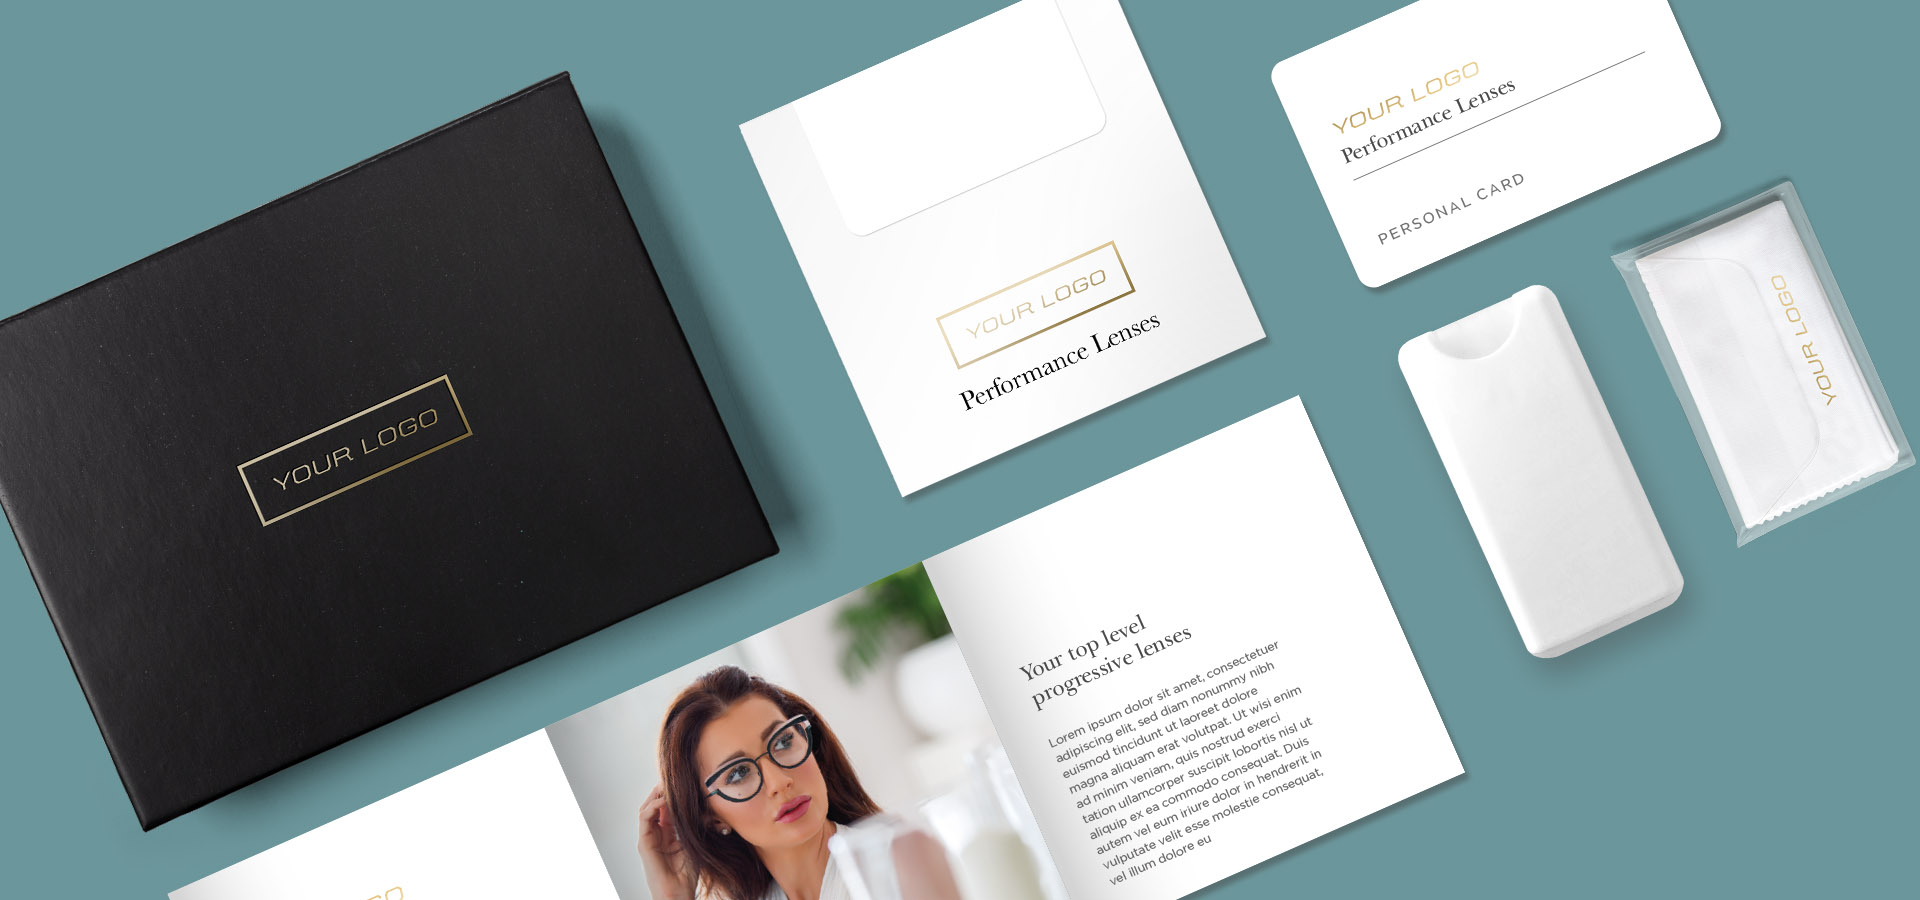 YOUR LOGO
YOUR LOGO
Performance Lenses
YOUR LOGO
Performance Lenses
PERSONAL CARD
YOUR LOGO
Your top level
progressive lenses
Lorem ipsum dolor sit amet, consectetuer
adipiscing elit, sed diam nonummy nibh
euismod tincidunt ut laoreet dolore
magna aliquam erat volutpat. Ut wisi enim
ad minim veniam, quis nostrud exerci
tation ullamcorper suscipit lobortis nisl ut
aliquip ex ea commodo consequat. Duis
autem vel eum iriure dolor in hendrerit in
vulputate velit esse molestie consequat,
vel illum dolore eu